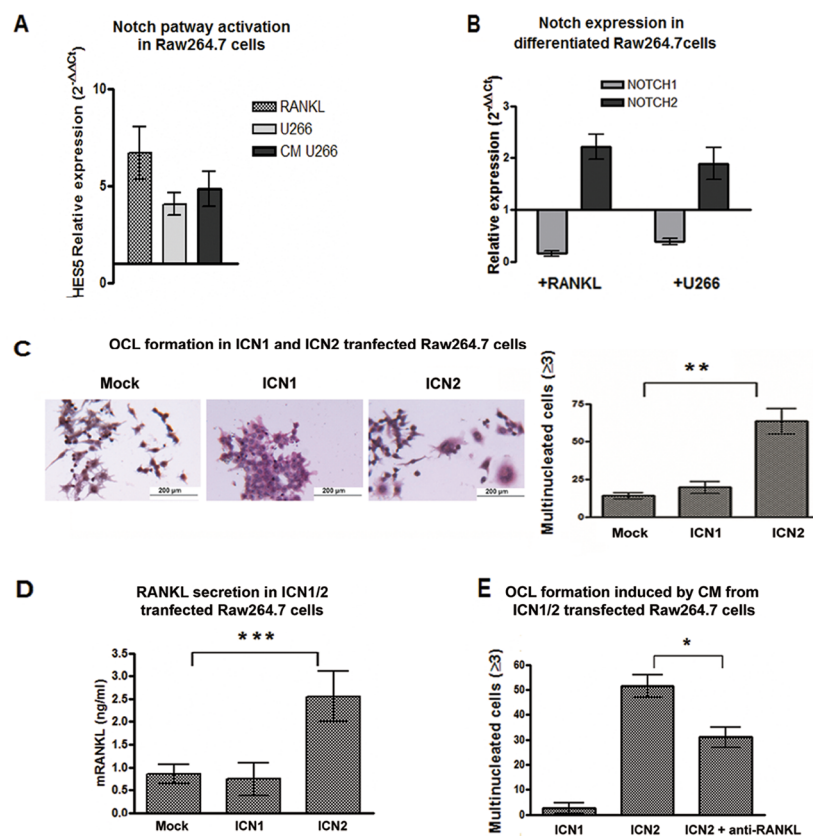 A
Notch patway activation
in Raw264.7 cells
HES5 Relative expression (2-ΔΔCt)
10
5
0
RANKL
U266
CM U266
B
Notch expression in
differentiated Raw264.7cells
NOTCH1
NOTCH2
Relative expression (2-ΔΔCt)
3
2
1
0
+RANKL
+U266
C
OCL formation in ICN1 and ICN2 tranfected Raw264.7 cells
Mock
ICN1
ICN2
200 µm
200 µm
200 µm
Multinucleated cells (≥3)
75
50
25
0
**
Mock
ICN1
ICN2
D
RANKL secretion in ICN1/2
tranfected Raw264.7 cells
mRANKL (ng/ml)
3.5
3.0
2.5
2.0
1.5
1.0
0.5
0.0
***
Mock
ICN1
ICN2
E
OCL formation induced by CM from
ICN1/2 transfected Raw264.7 cells
Multinucleated cells (≥3)
60
50
40
30
20
10
0
*
ICN1
ICN2
ICN2 + anti-RANKL